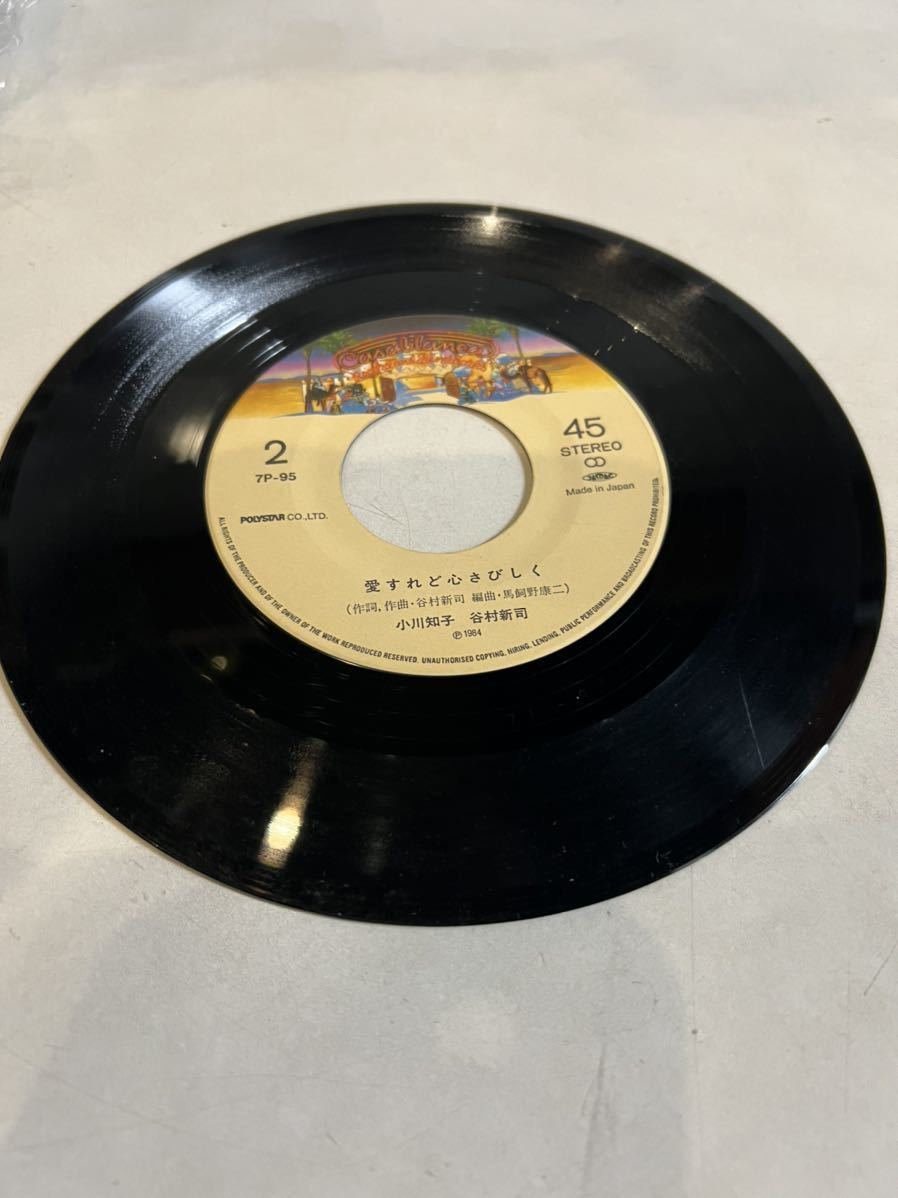 Casablanca
2
7P-95
45
STEREO
Made in Japan
POLYSTAR CO.,LTD.
愛すれど心さびしく
(作詞,作曲・谷村新司 編曲・馬飼野康二)
小川知子 谷村新司
Ⓟ1984
ALL RIGHTS OF THE PRODUCER AND OF THE OWNER OF THE WORK REPRODUCED RESERVED. UNAUTHORISED COPYING, HIRING, LENDING, PUBLIC PERFORMANCE AND BROADCASTING OF THIS RECORD PROHIBITED.